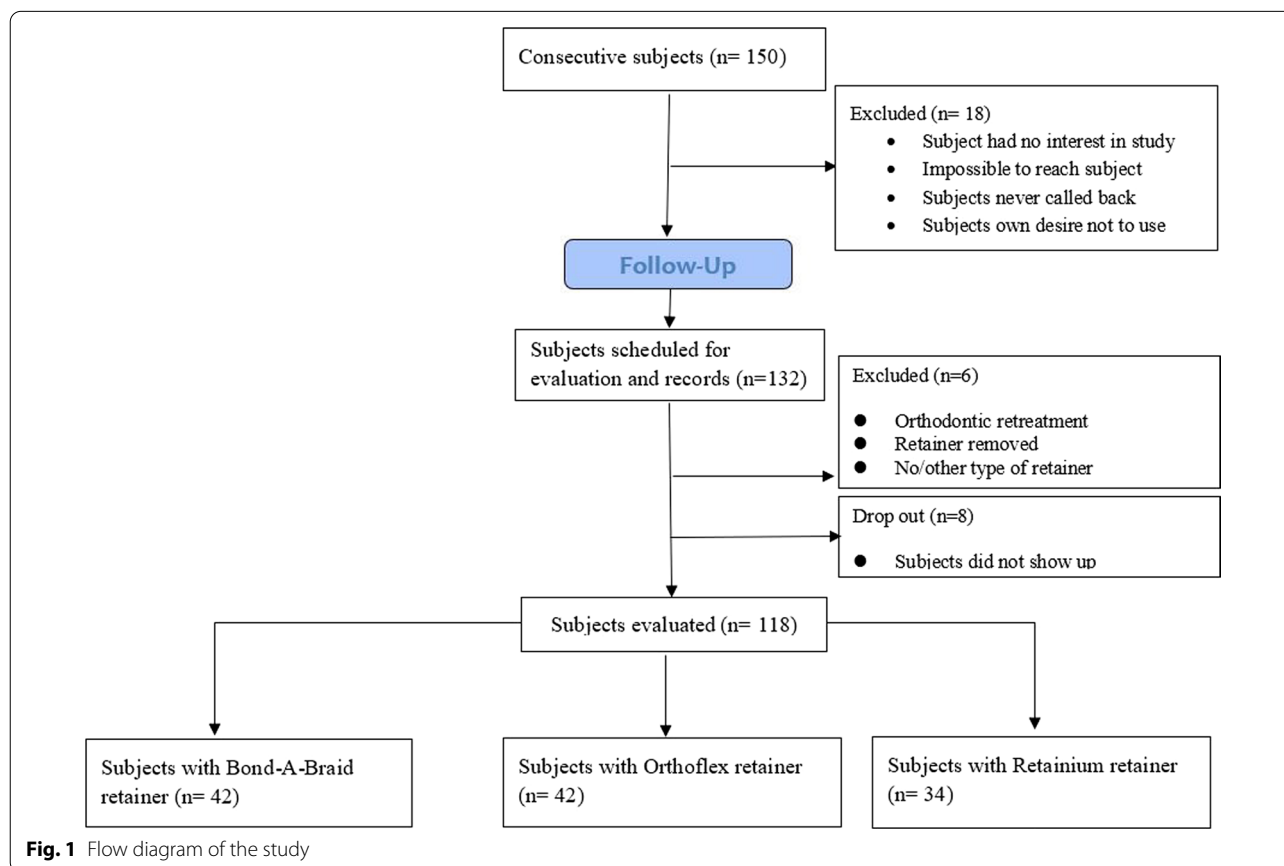 Consecutive subjects (n= 150)
Excluded (n= 18)
• Subject had no interest in study
• Impossible to reach subject
• Subjects never called back
• Subjects own desire not to use
Follow-Up
Subjects scheduled for
evaluation and records (n=132)
Excluded (n=6)
● Orthodontic retreatment
● Retainer removed
● No/other type of retainer
Drop out (n=8)
● Subjects did not show up
Subjects evaluated (n= 118)
Subjects with Bond-A-Braid
retainer (n= 42)
Subjects with Orthoflex retainer
(n= 42)
Subjects with Retainium retainer
(n= 34)
Fig. 1 Flow diagram of the study